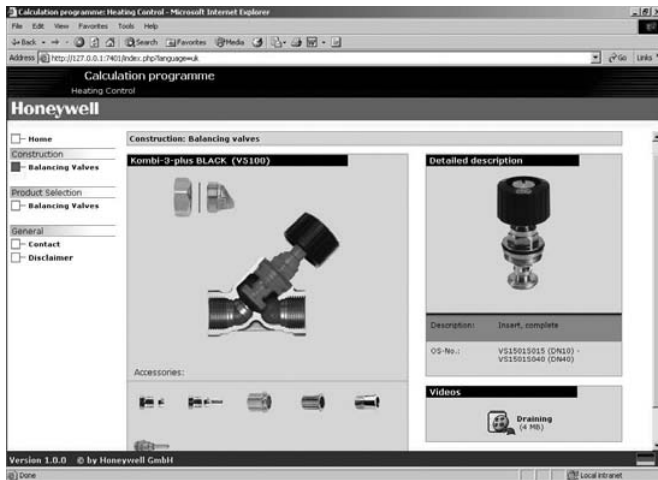 Calculation programme: Heating Control - Microsoft Internet Explorer
File Edit View Favorites Tools Help
Back Search Favorites Media
Address http://127.0.0.1:7401/index.php?language=uk Go Links
Calculation programme
Heating Control
Honeywell
Home
Construction
Balancing Valves
Product Selection
Balancing Valves
General
Contact
Disclaimer
Construction: Balancing valves
Kombi-3-plus BLACK (V5100)
Accessories:
Detailed description
Description: Insert, complete
OS-No.: VS1501S015 (DN10) -
VS1501S040 (DN40)
Videos
Draining
(4 MB)
Version 1.0.0 © by Honeywell GmbH
Done Local intranet